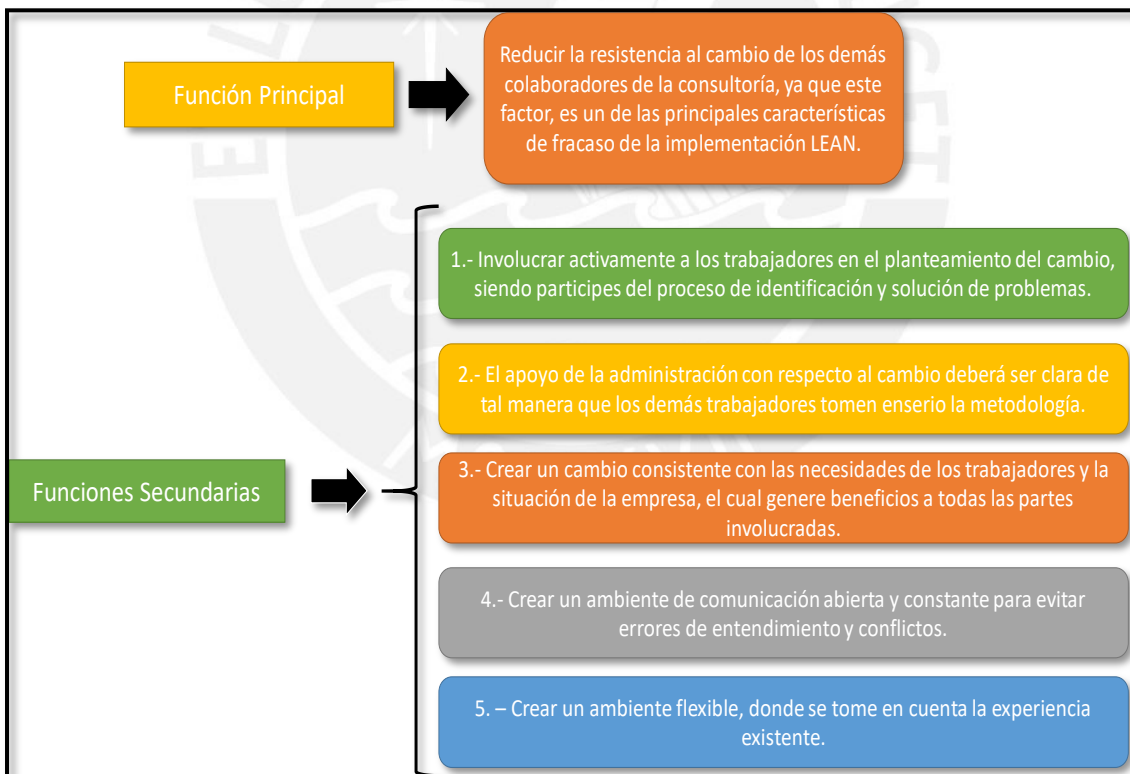 Función Principal
Reducir la resistencia al cambio de los demás
colaboradores de la consultoría, ya que este
factor, es un de las principales características
de fracaso de la implementación LEAN.
Funciones Secundarias
1.- Involucrar activamente a los trabajadores en el planteamiento del cambio,
siendo participes del proceso de identificación y solución de problemas.
2.- El apoyo de la administración con respecto al cambio deberá ser clara de
tal manera que los demás trabajadores tomen enserio la metodología.
3.- Crear un cambio consistente con las necesidades de los trabajadores y la
situación de la empresa, el cual genere beneficios a todas las partes
involucradas.
4.- Crear un ambiente de comunicación abierta y constante para evitar
errores de entendimiento y conflictos.
5. – Crear un ambiente flexible, donde se tome en cuenta la experiencia
existente.